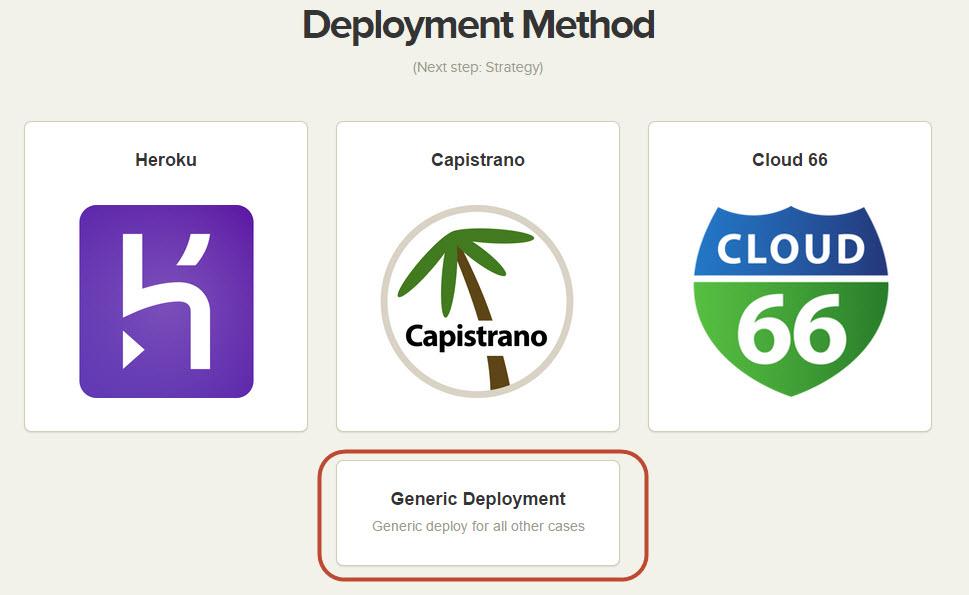 Deployment Method
(Next step: Strategy)
Heroku
Capistrano
Cloud 66
Capistrano
CLOUD
66
Generic Deployment
Generic deploy for all other cases